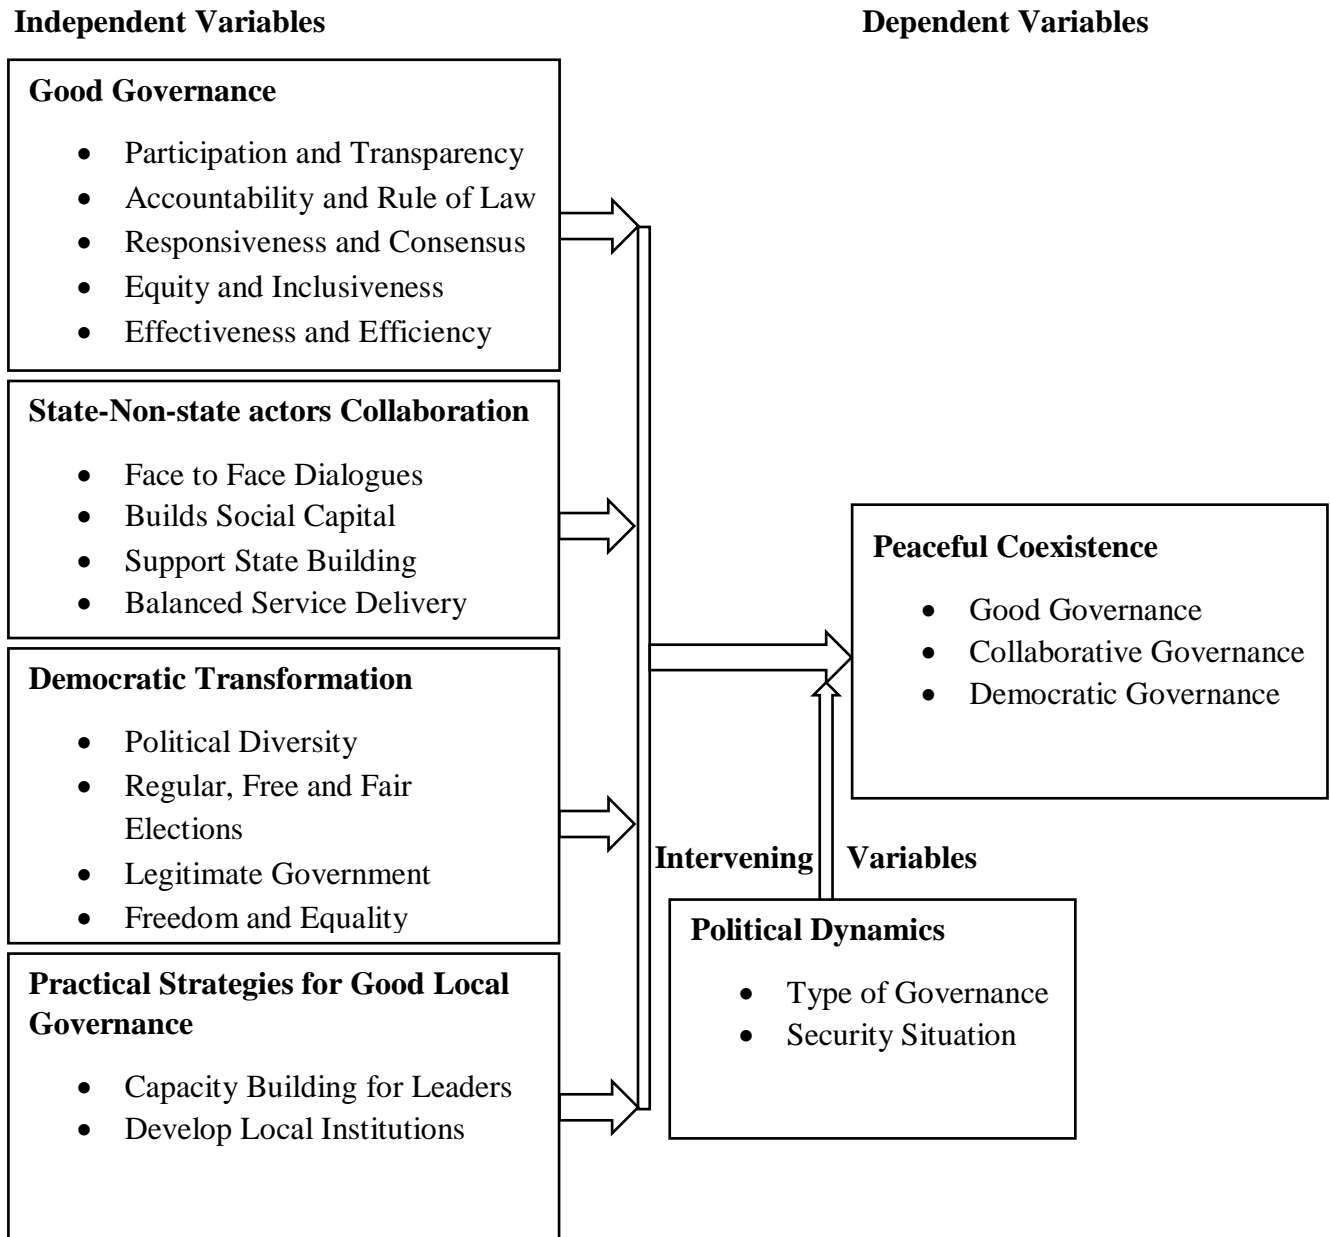 Independent Variables
Dependent Variables
Good Governance
• Participation and Transparency
• Accountability and Rule of Law
• Responsiveness and Consensus
• Equity and Inclusiveness
• Effectiveness and Efficiency
State-Non-state actors Collaboration
• Face to Face Dialogues
• Builds Social Capital
• Support State Building
• Balanced Service Delivery
Democratic Transformation
• Political Diversity
• Regular, Free and Fair
Elections
• Legitimate Government
• Freedom and Equality
Practical Strategies for Good Local
Governance
• Capacity Building for Leaders
• Develop Local Institutions
Peaceful Coexistence
• Good Governance
• Collaborative Governance
• Democratic Governance
Intervening Variables
Political Dynamics
• Type of Governance
• Security Situation